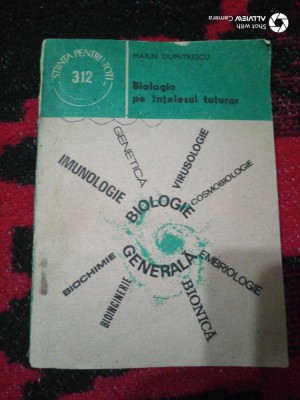 ALLVIEW Camera
Shot with
ȘTIINȚA PENTRU TOȚI
312
MARIN DUMITRESCU
Biologia
pe înțelesul tuturor
GENETICA
VIRUSOLOGIE
IMUNOLOGIE
COSMOBIOLOGIE
BIOLOGIE
GENERALĂ
EMBRIOLOGIE
BIOCHIMIE
BIOINGINERIE
BIONICĂ